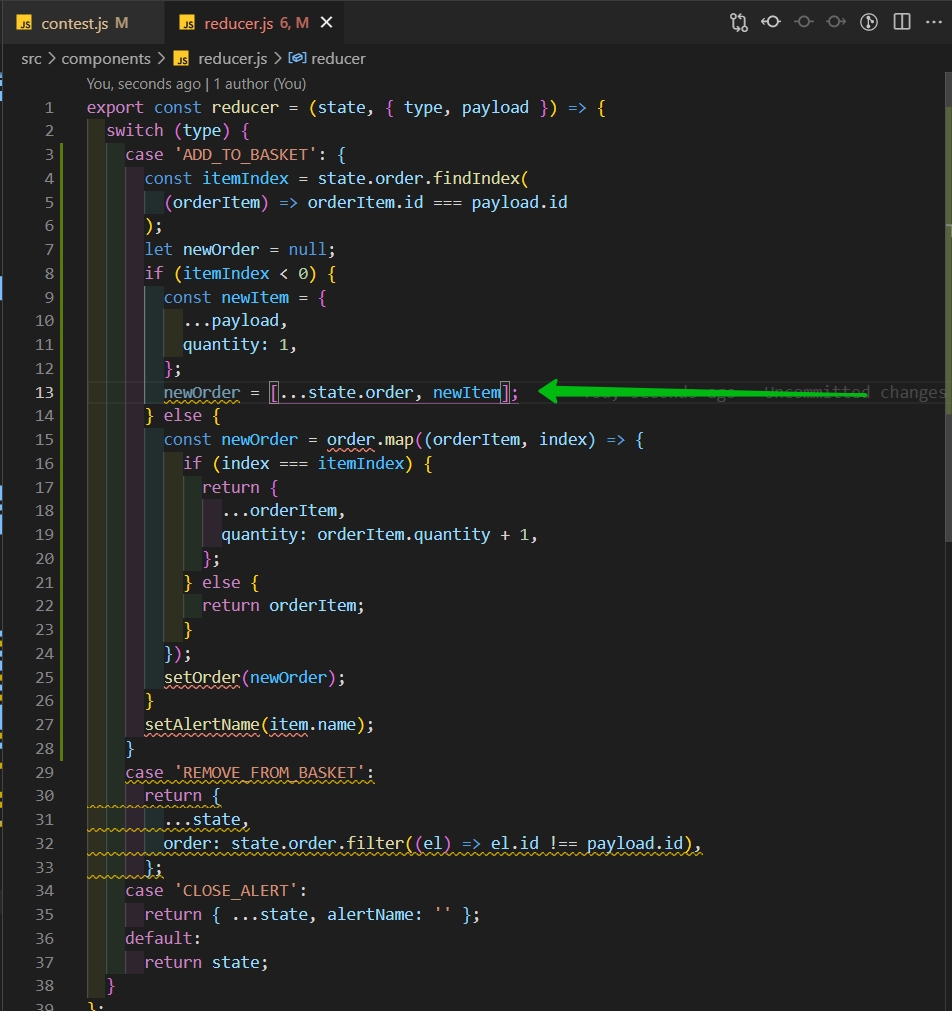 JS contest.js M
JS reducer.js 6, M ×
src > components > JS reducer.js > reducer
You, seconds ago | 1 author (You)
1 export const reducer = (state, { type, payload }) => {
2 switch (type) {
3 case 'ADD_TO_BASKET': {
4 const itemIndex = state.order.findIndex(
5 (orderItem) => orderItem.id === payload.id
6 );
7 let newOrder = null;
8 if (itemIndex < 0) {
9 const newItem = {
10 ...payload,
11 quantity: 1,
12 };
13 newOrder = [...state.order, newItem]; ago Uncommitted changes
14 } else {
15 const newOrder = order.map((orderItem, index) => {
16 if (index === itemIndex) {
17 return {
18 ...orderItem,
19 quantity: orderItem.quantity + 1,
20 };
21 } else {
22 return orderItem;
23 }
24 });
25 setOrder(newOrder);
26 }
27 setAlertName(item.name);
28 }
29 case 'REMOVE_FROM_BASKET':
30 return {
31 ...state,
32 order: state.order.filter((el) => el.id !== payload.id),
33 };
34 case 'CLOSE_ALERT':
35 return { ...state, alertName: '' };
36 default:
37 return state;
38 }
39 };